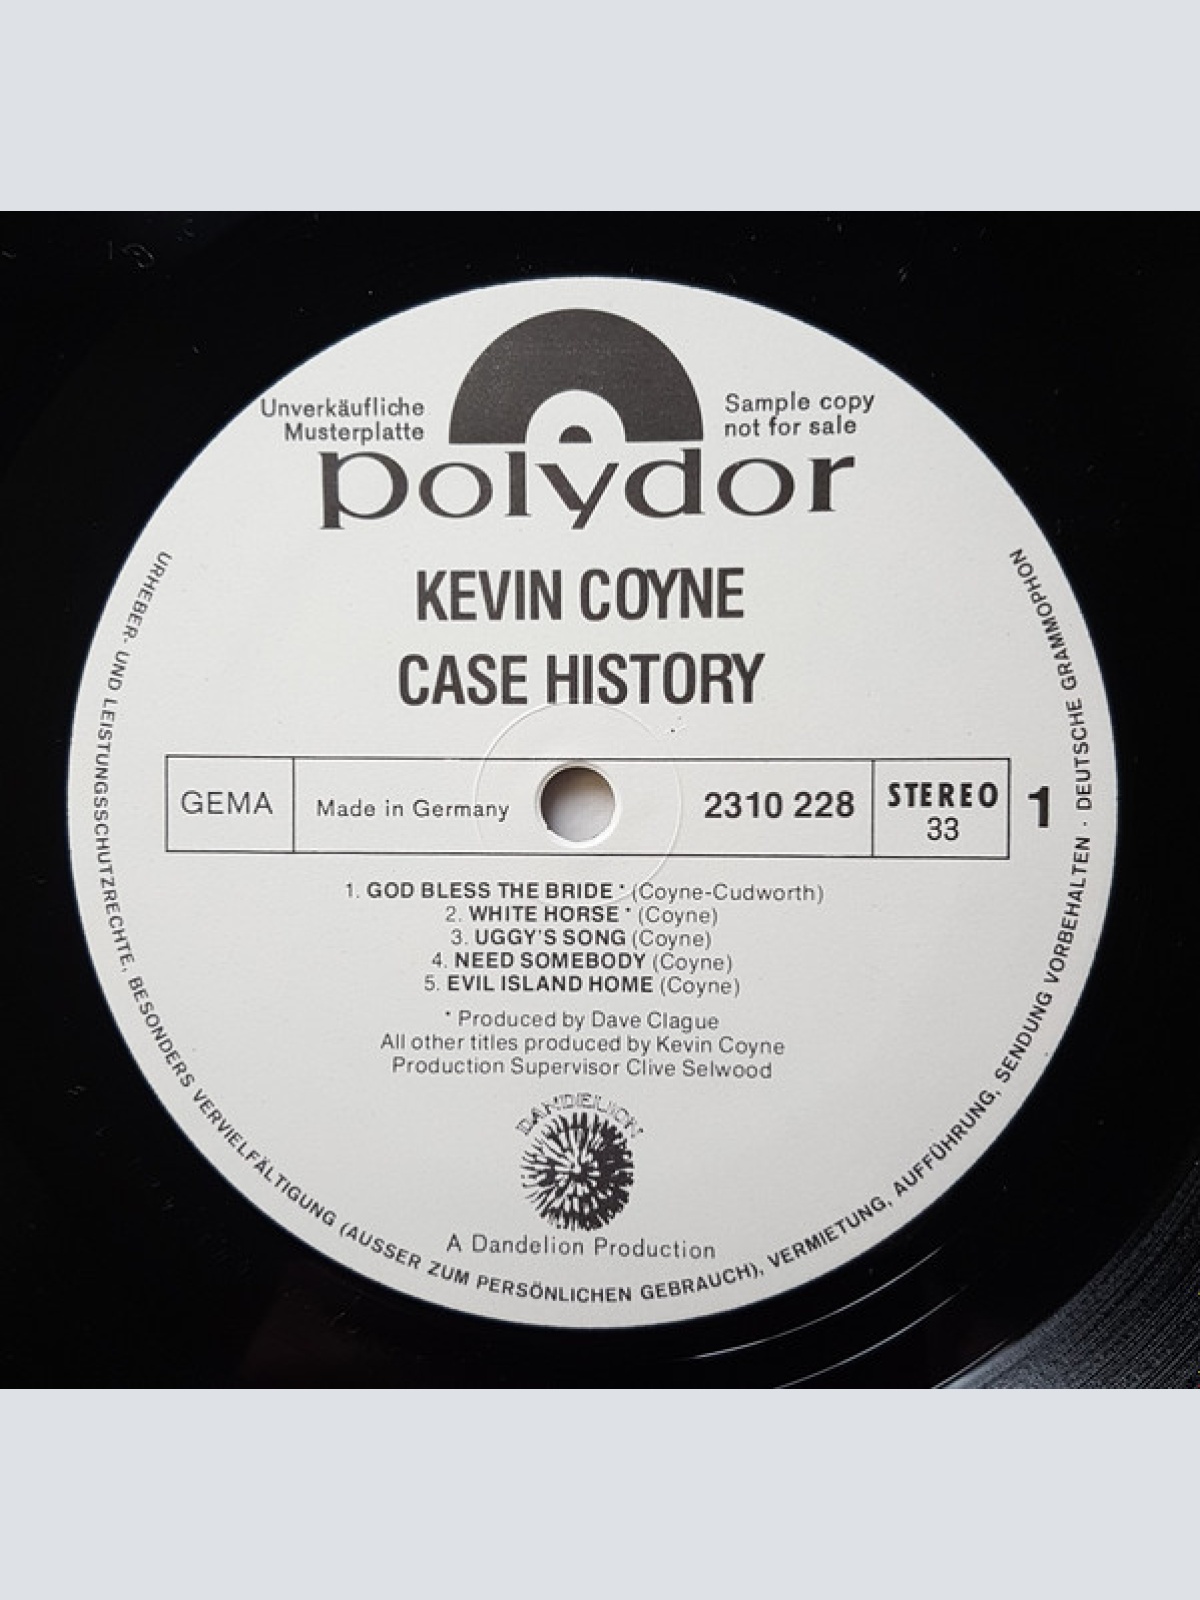 Unverkäufliche
Musterplatte
Sample copy
not for sale
polydor
KEVIN COYNE
CASE HISTORY
GEMA
Made in Germany
2310 228
STEREO
33
1
1. GOD BLESS THE BRIDE * (Coyne-Cudworth)
2. WHITE HORSE * (Coyne)
3. UGGY'S SONG (Coyne)
4. NEED SOMEBODY (Coyne)
5. EVIL ISLAND HOME (Coyne)
* Produced by Dave Clague
All other titles produced by Kevin Coyne
Production Supervisor Clive Selwood
DANDELION
A Dandelion Production
URHEBER- UND LEISTUNGSSCHUTZRECHTE, BESONDERS VERVIELFÄLTIGUNG (AUSSER ZUM PERSÖNLICHEN GEBRAUCH), VERMIETUNG, AUFFÜHRUNG, SENDUNG VORBEHALTEN · DEUTSCHE GRAMMOPHON